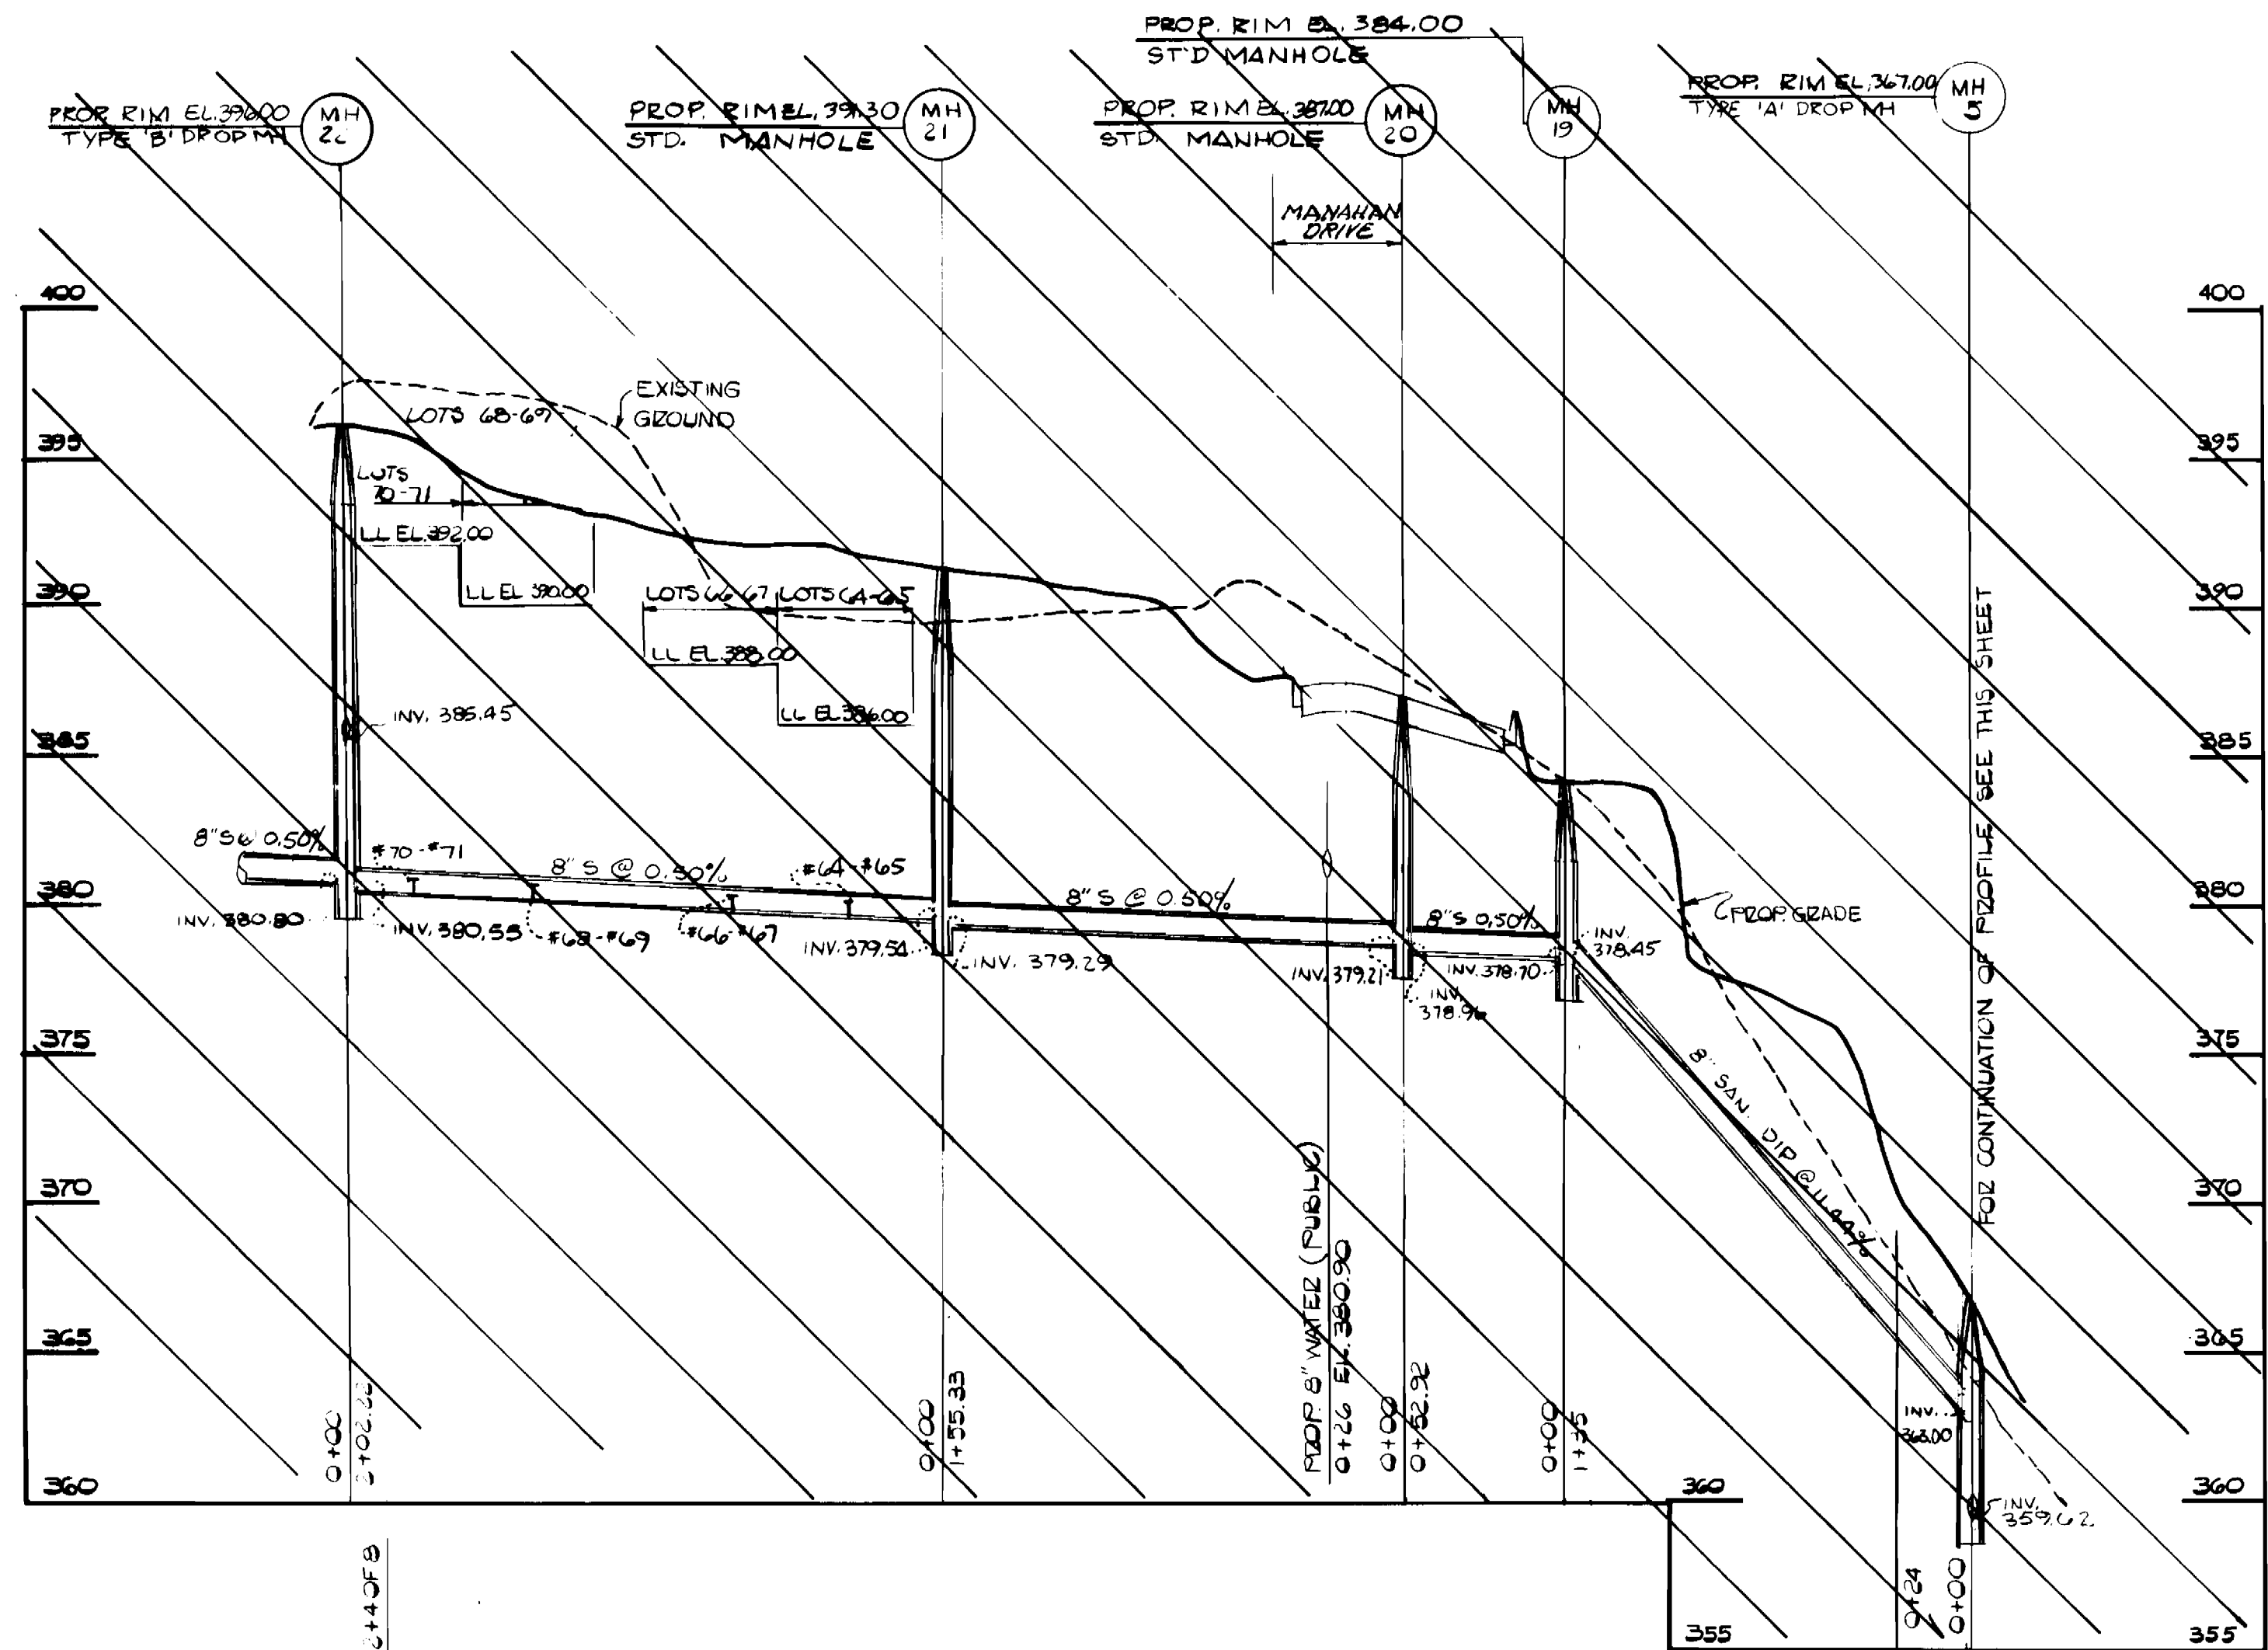 PROP. RIM EL. 384.00
ST'D MANHOLE
PROP. RIM EL. 396.00
TYPE 'B' DROP MH
MH
PROP. RIM EL. 391.30
STD. MANHOLE
MH
21
PROP. RIM EL. 387.00
STD. MANHOLE
MH
20
MH
19
PROP. RIM EL. 367.00
TYPE 'A' DROP MH
MH
5
MANAHAN
DRIVE
400
400
EXISTING
GROUND
LOTS 68-69
395
395
LOTS
70-71
LL EL. 392.00
LL EL 390.00
390
390
LOTS 66-67
LOTS 64-65
LL EL. 388.00
LL EL. 386.00
INV. 385.45
385
385
8" S @ 0.50%
#70-#71
8" S @ 0.50%
#64-#65
8" S @ 0.50%
8" S 0.50%
380
380
PROP. GRADE
INV. 380.80
INV. 380.55
#68-#69
#66-#67
INV. 379.54
INV. 379.29
INV. 379.21
INV.
378.96
INV. 378.70
INV.
378.45
375
375
8" SAN. DIP @ 11.44%
FOR CONTINUATION OF PROFILE SEE THIS SHEET
370
370
PROP. 8" WATER (PUBLIC)
0+26 EL. 380.90
365
365
0+00
0+00
1+55.33
0+00
0+52.92
0+00
1+35
INV.
363.00
360
360
360
INV.
359.62
0+24
0+00
355
355